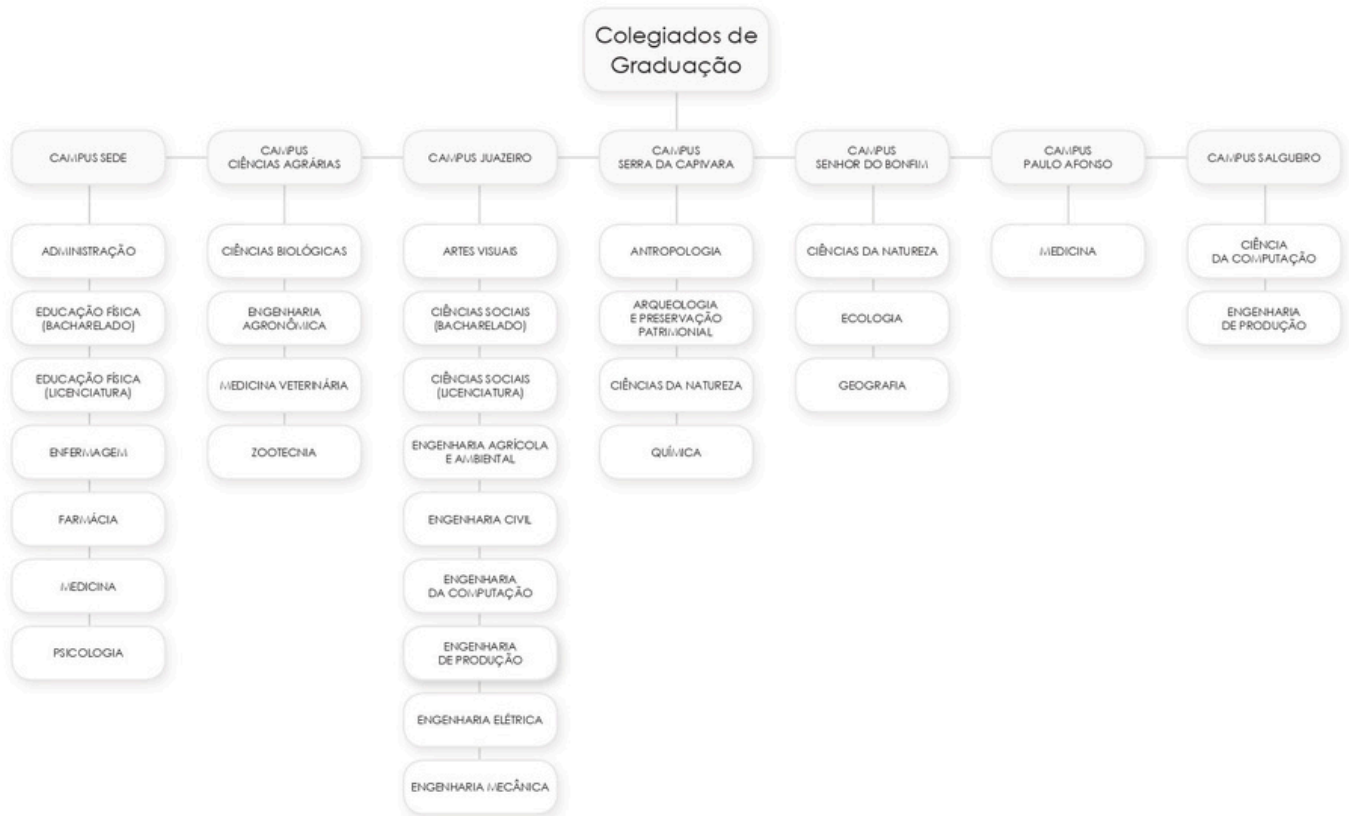 Colegiados de
Graduação
CAMPUS SEDE
CAMPUS
CIÊNCIAS AGRÁRIAS
CAMPUS JUAZEIRO
CAMPUS
SERRA DA CAPIVARA
CAMPUS
SENHOR DO BONFIM
CAMPUS
PAULO AFONSO
CAMPUS SALGUEIRO
ADMINISTRAÇÃO
EDUCAÇÃO FÍSICA
(BACHARELADO)
EDUCAÇÃO FÍSICA
(LICENCIATURA)
ENFERMAGEM
FARMÁCIA
MEDICINA
PSICOLOGIA
CIÊNCIAS BIOLÓGICAS
ENGENHARIA
AGRONÔMICA
MEDICINA VETERINÁRIA
ZOOTECNIA
ARTES VISUAIS
CIÊNCIAS SOCIAIS
(BACHARELADO)
CIÊNCIAS SOCIAIS
(LICENCIATURA)
ENGENHARIA AGRÍCOLA
E AMBIENTAL
ENGENHARIA CIVIL
ENGENHARIA
DA COMPUTAÇÃO
ENGENHARIA
DE PRODUÇÃO
ENGENHARIA ELÉTRICA
ENGENHARIA MECÂNICA
ANTROPOLOGIA
ARQUEOLOGIA
E PRESERVAÇÃO
PATRIMONIAL
CIÊNCIAS DA NATUREZA
QUÍMICA
CIÊNCIAS DA NATUREZA
ECOLOGIA
GEOGRAFIA
MEDICINA
CIÊNCIA
DA COMPUTAÇÃO
ENGENHARIA
DE PRODUÇÃO